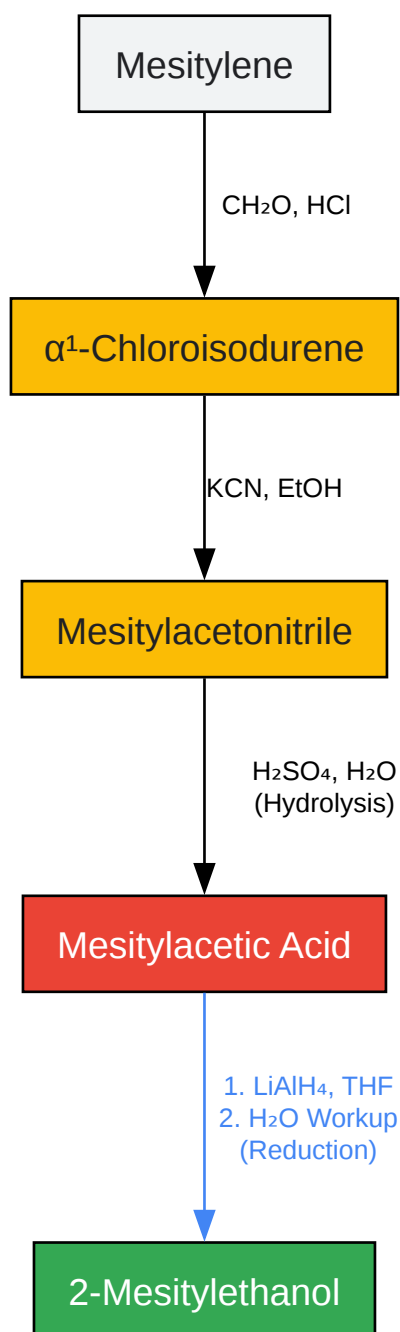 Mesitylene
CH₂O, HCl
α¹-Chloroisodurene
KCN, EtOH
Mesitylacetonitrile
H₂SO₄, H₂O
(Hydrolysis)
Mesitylacetic Acid
1. LiAlH₄, THF
2. H₂O Workup
(Reduction)
2-Mesitylethanol